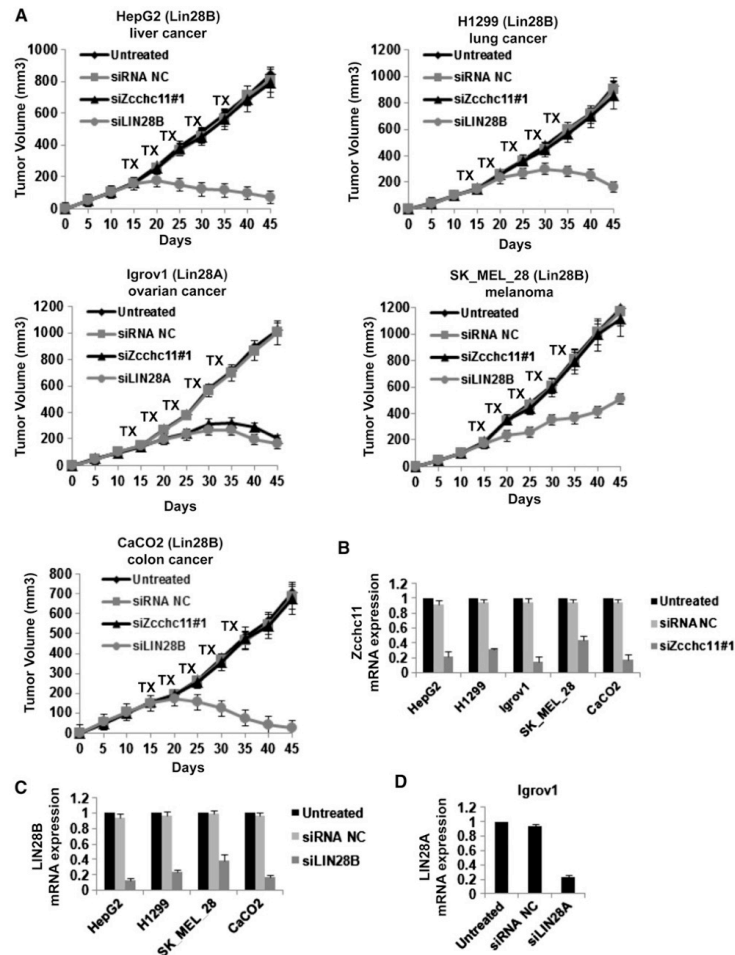 A
HepG2 (Lin28B)
liver cancer
Tumor Volume (mm3)
1000
800
600
400
200
0
Untreated
siRNA NC
siZcchc11#1
siLIN28B
TX TX TX TX TX
0 5 10 15 20 25 30 35 40 45
Days
H1299 (Lin28B)
lung cancer
Tumor Volume (mm3)
1200
1000
800
600
400
200
0
Untreated
siRNA NC
siZcchc11#1
siLIN28B
TX TX TX TX TX
0 5 10 15 20 25 30 35 40 45
Days
Igrov1 (Lin28A)
ovarian cancer
Tumor Volume (mm3)
1200
1000
800
600
400
200
0
Untreated
siRNA NC
siZcchc11#1
siLIN28A
TX TX TX TX TX
0 5 10 15 20 25 30 35 40 45
Days
SK_MEL_28 (Lin28B)
melanoma
Tumor Volume (mm3)
1200
1000
800
600
400
200
0
Untreated
siRNA NC
siZcchc11#1
siLIN28B
TX TX TX TX TX
0 5 10 15 20 25 30 35 40 45
Days
CaCO2 (Lin28B)
colon cancer
Tumor Volume (mm3)
800
700
600
500
400
300
200
100
0
Untreated
siRNA NC
siZcchc11#1
siLIN28B
TX TX TX TX TX
0 5 10 15 20 25 30 35 40 45
Days
B
Zcchc11
mRNA expression
1.2
1
0.8
0.6
0.4
0.2
0
HepG2
H1299
Igrov1
SK_MEL_28
CaCO2
Untreated
siRNA NC
siZcchc11#1
C
LIN28B
mRNA expression
1.2
1
0.8
0.6
0.4
0.2
0
HepG2
H1299
SK_MEL_28
CaCO2
Untreated
siRNA NC
siLIN28B
D
Igrov1
LIN28A
mRNA expression
1.2
1
0.8
0.6
0.4
0.2
0
Untreated
siRNA NC
siLIN28A